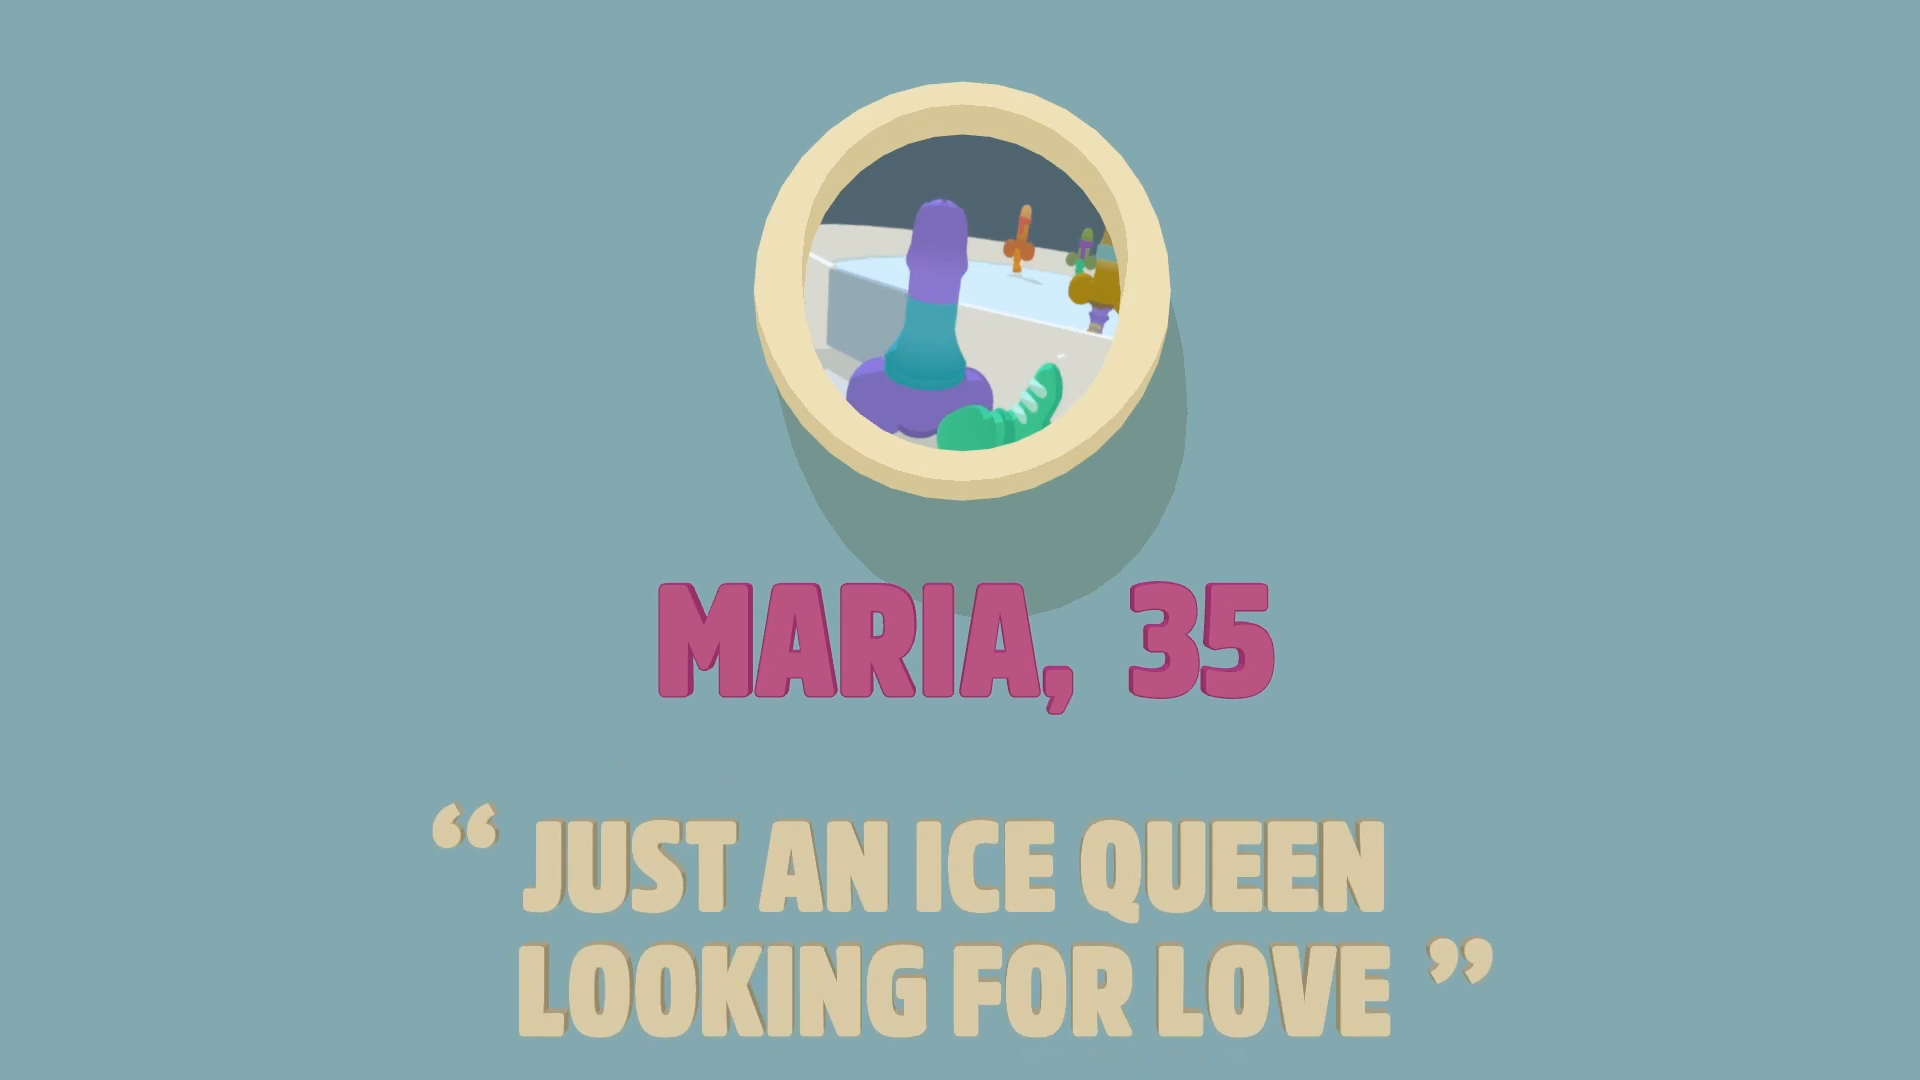 MARIA, 35
“ JUST AN ICE QUEEN
LOOKING FOR LOVE ”